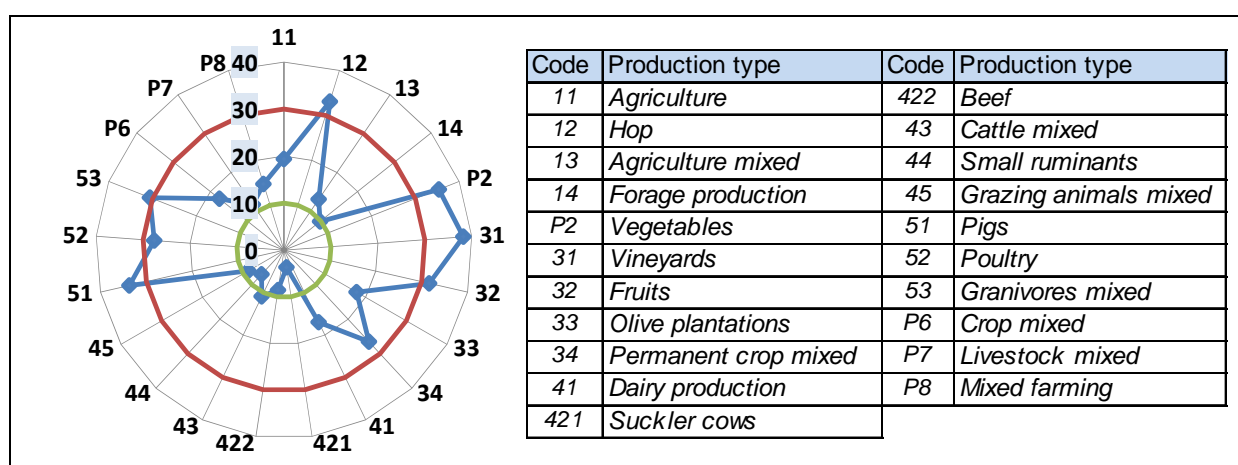 11
12
13
14
P2
31
32
33
34
41
421
422
43
44
45
51
52
53
P6
P7
P8
40
30
20
10
0
Code Production type Code Production type
11 Agriculture 422 Beef
12 Hop 43 Cattle mixed
13 Agriculture mixed 44 Small ruminants
14 Forage production 45 Grazing animals mixed
P2 Vegetables 51 Pigs
31 Vineyards 52 Poultry
32 Fruits 53 Granivores mixed
33 Olive plantations P6 Crop mixed
34 Permanent crop mixed P7 Livestock mixed
41 Dairy production P8 Mixed farming
421 Suckler cows